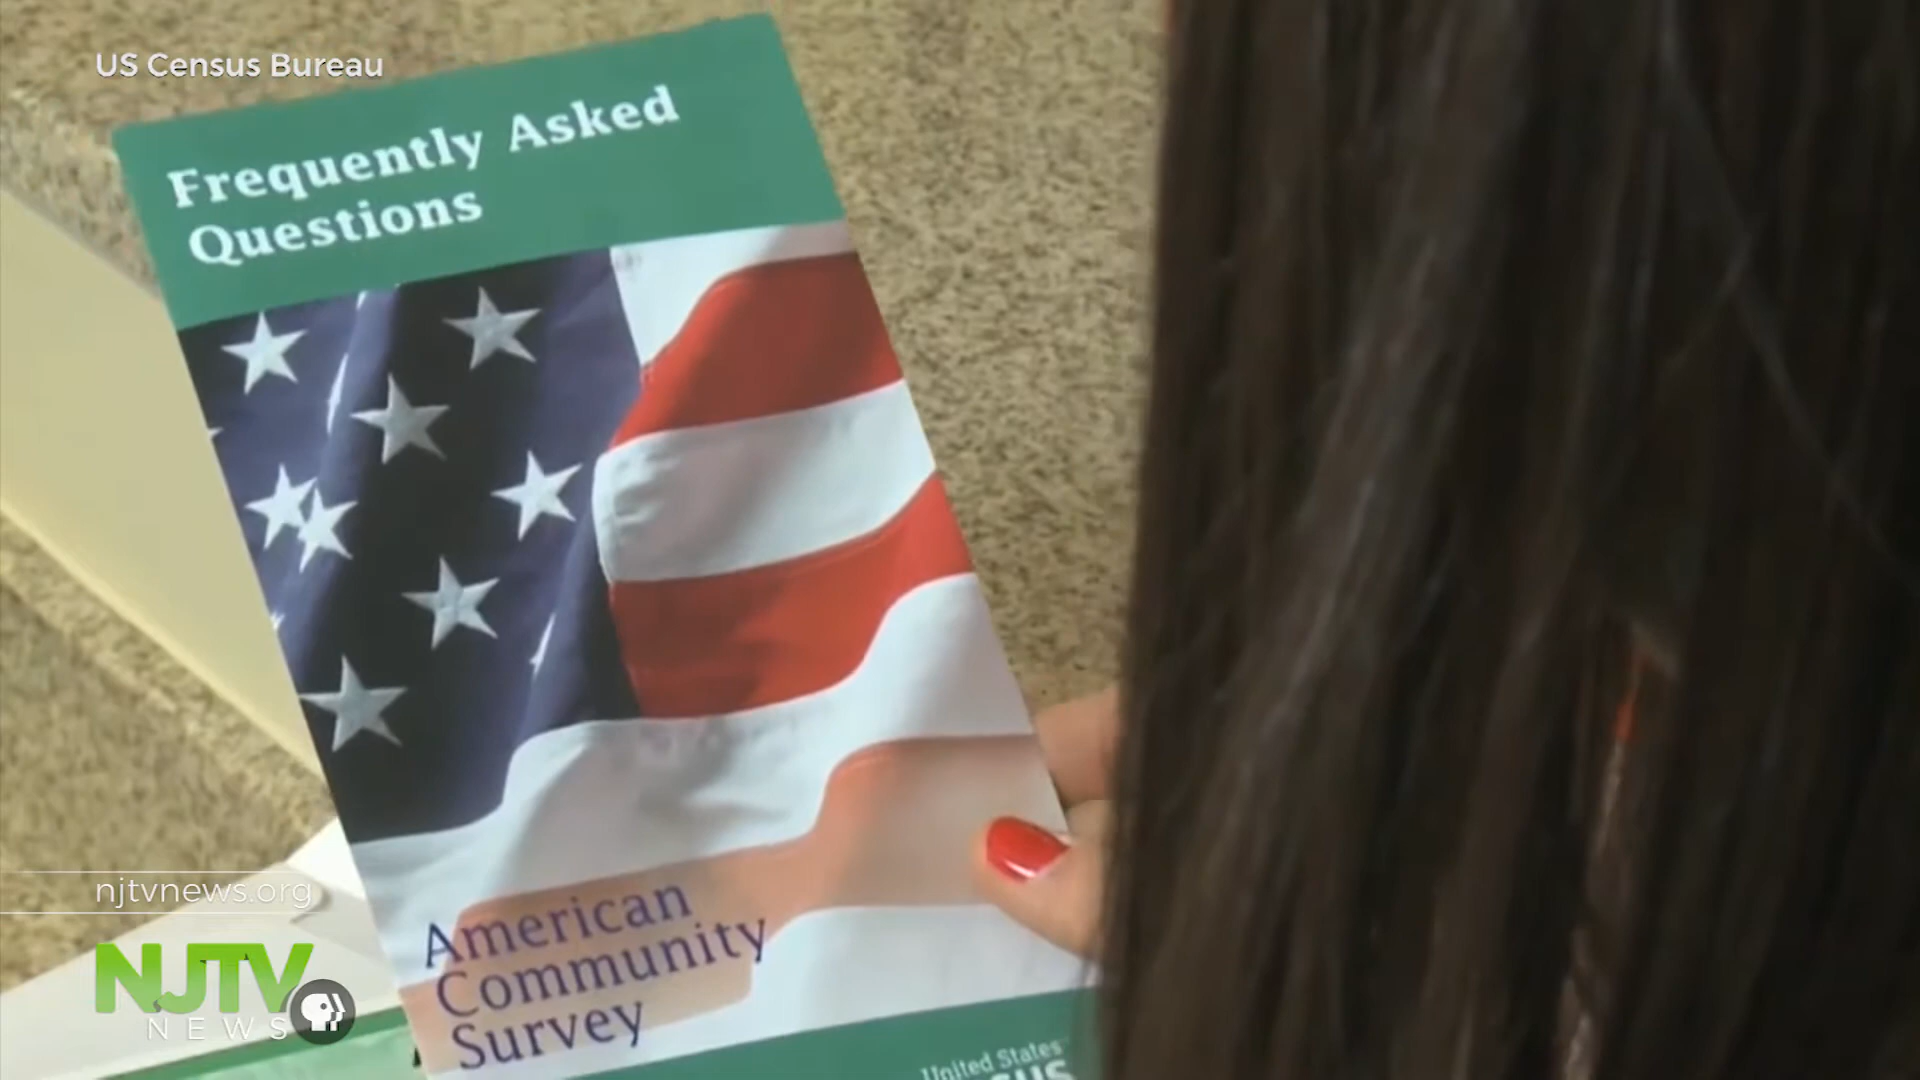 US Census Bureau
Frequently Asked
Questions
American
Community
Survey
United States
njtvnews.org
NJTV
NEWS